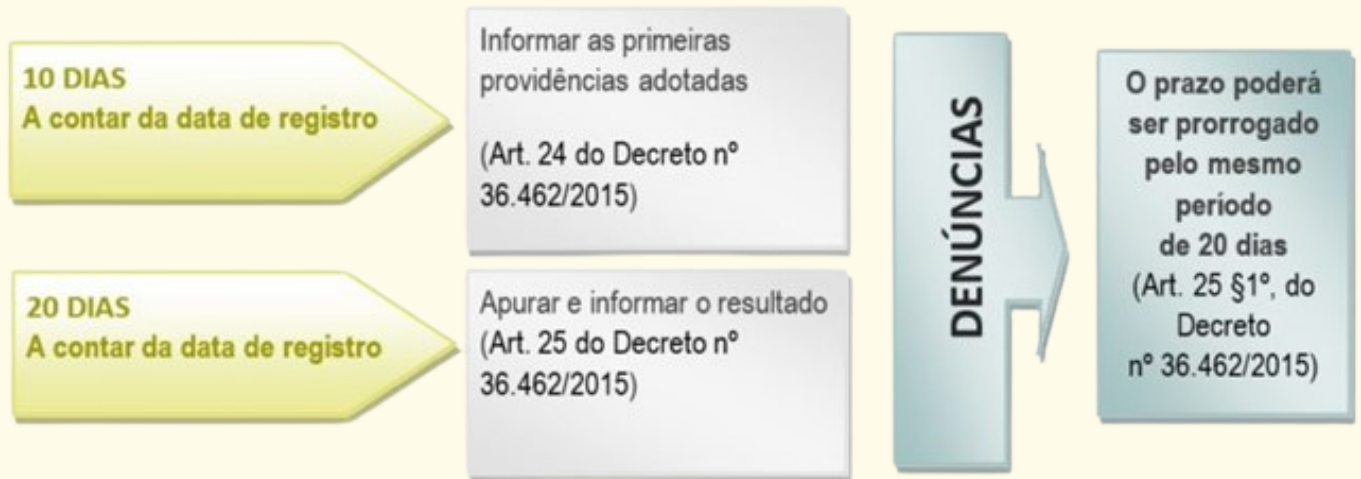 10 DIAS
A contar da data de registro
Informar as primeiras
providências adotadas
(Art. 24 do Decreto nº
36.462/2015)
20 DIAS
A contar da data de registro
Apurar e informar o resultado
(Art. 25 do Decreto nº
36.462/2015)
DENÚNCIAS
O prazo poderá
ser prorrogado
pelo mesmo
período
de 20 dias
(Art. 25 §1º, do
Decreto
nº 36.462/2015)